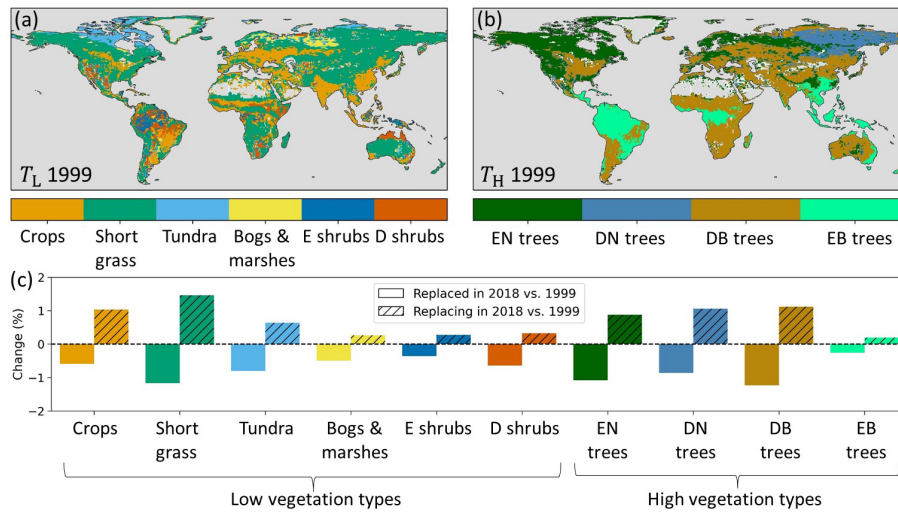 (a)
T_L 1999
(b)
T_H 1999
Crops
Short
grass
Tundra
Bogs &
marshes
E shrubs
D shrubs
EN trees
DN trees
DB trees
EB trees
(c)
Change (%)
2
1
0
−1
−2
Replaced in 2018 vs. 1999
Replacing in 2018 vs. 1999
Crops
Short
grass
Tundra
Bogs &
marshes
E shrubs
D shrubs
EN
trees
DN
trees
DB
trees
EB
trees
Low vegetation types
High vegetation types